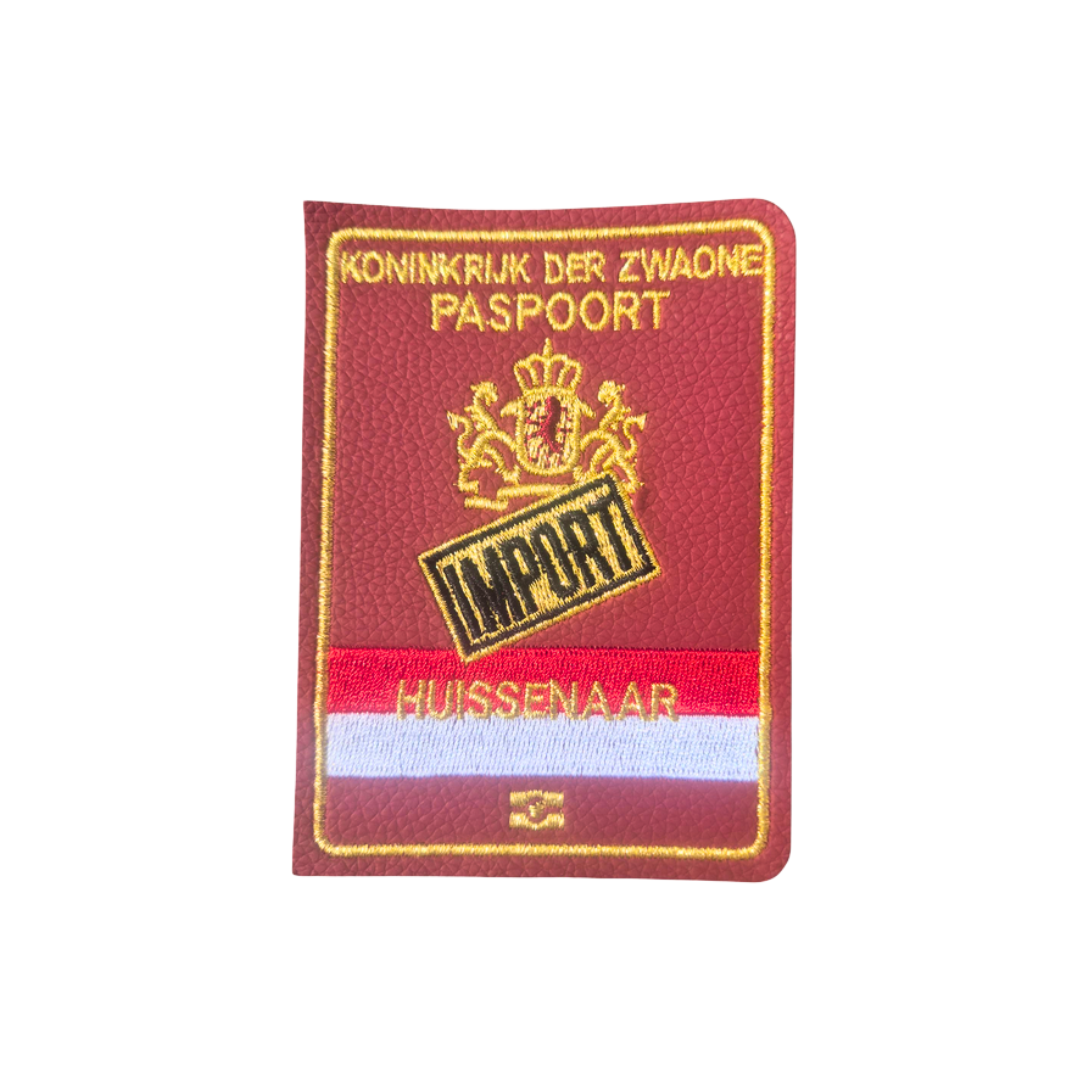 KONINKRIJK DER ZWAONE
PASPOORT
IMPORT
HUISSENAAR